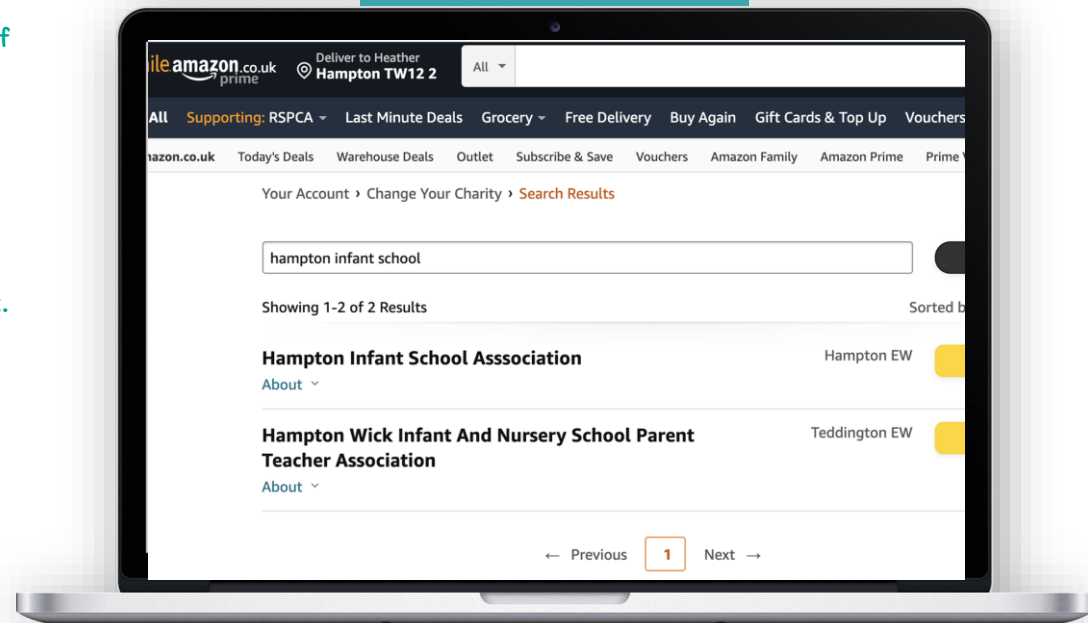 f
ile amazon.co.uk
prime
Deliver to Heather
Hampton TW12 2
All
All Supporting: RSPCA Last Minute Deals Grocery Free Delivery Buy Again Gift Cards & Top Up Vouchers
nazon.co.uk Today's Deals Warehouse Deals Outlet Subscribe & Save Vouchers Amazon Family Amazon Prime Prime
Your Account › Change Your Charity › Search Results
hampton infant school
Showing 1-2 of 2 Results Sorted b
Hampton Infant School Asssociation Hampton EW
About
Hampton Wick Infant And Nursery School Parent Teddington EW
Teacher Association
About
← Previous 1 Next →